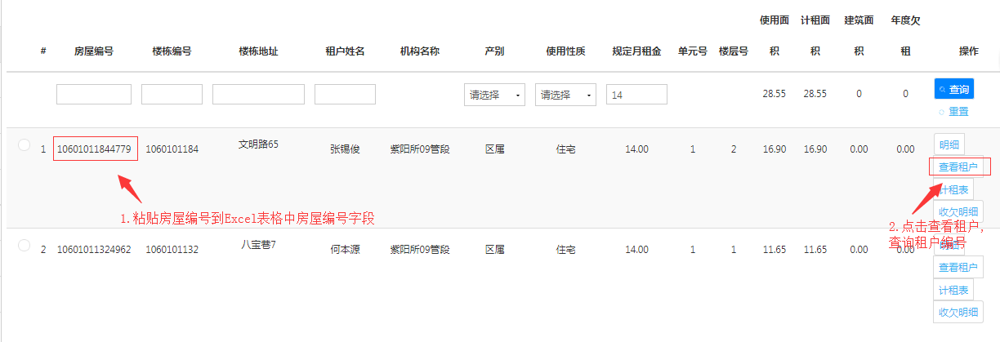 使用面 计租面 建筑面 年度欠
# 房屋编号 楼栋编号 楼栋地址 租户姓名 机构名称 产别 使用性质 规定月租金 单元号 楼层号 积 积 积 租 操作
请选择 请选择 14 28.55 28.55 0 0 查询
重置
1 10601011844779 1060101184 文明路65 张锡俊 紫阳所09管段 区属 住宅 14.00 1 2 16.90 16.90 0.00 0.00 明细
查看租户
计租表
收欠明细
1.粘贴房屋编号到Excel表格中房屋编号字段
2.点击查看租户,
查询租户编号
2 10601011324962 1060101132 八宝巷7 何本源 紫阳所09管段 区属 住宅 14.00 1 1 11.65 11.65 0.00 0.00 明细
查看租户
计租表
收欠明细